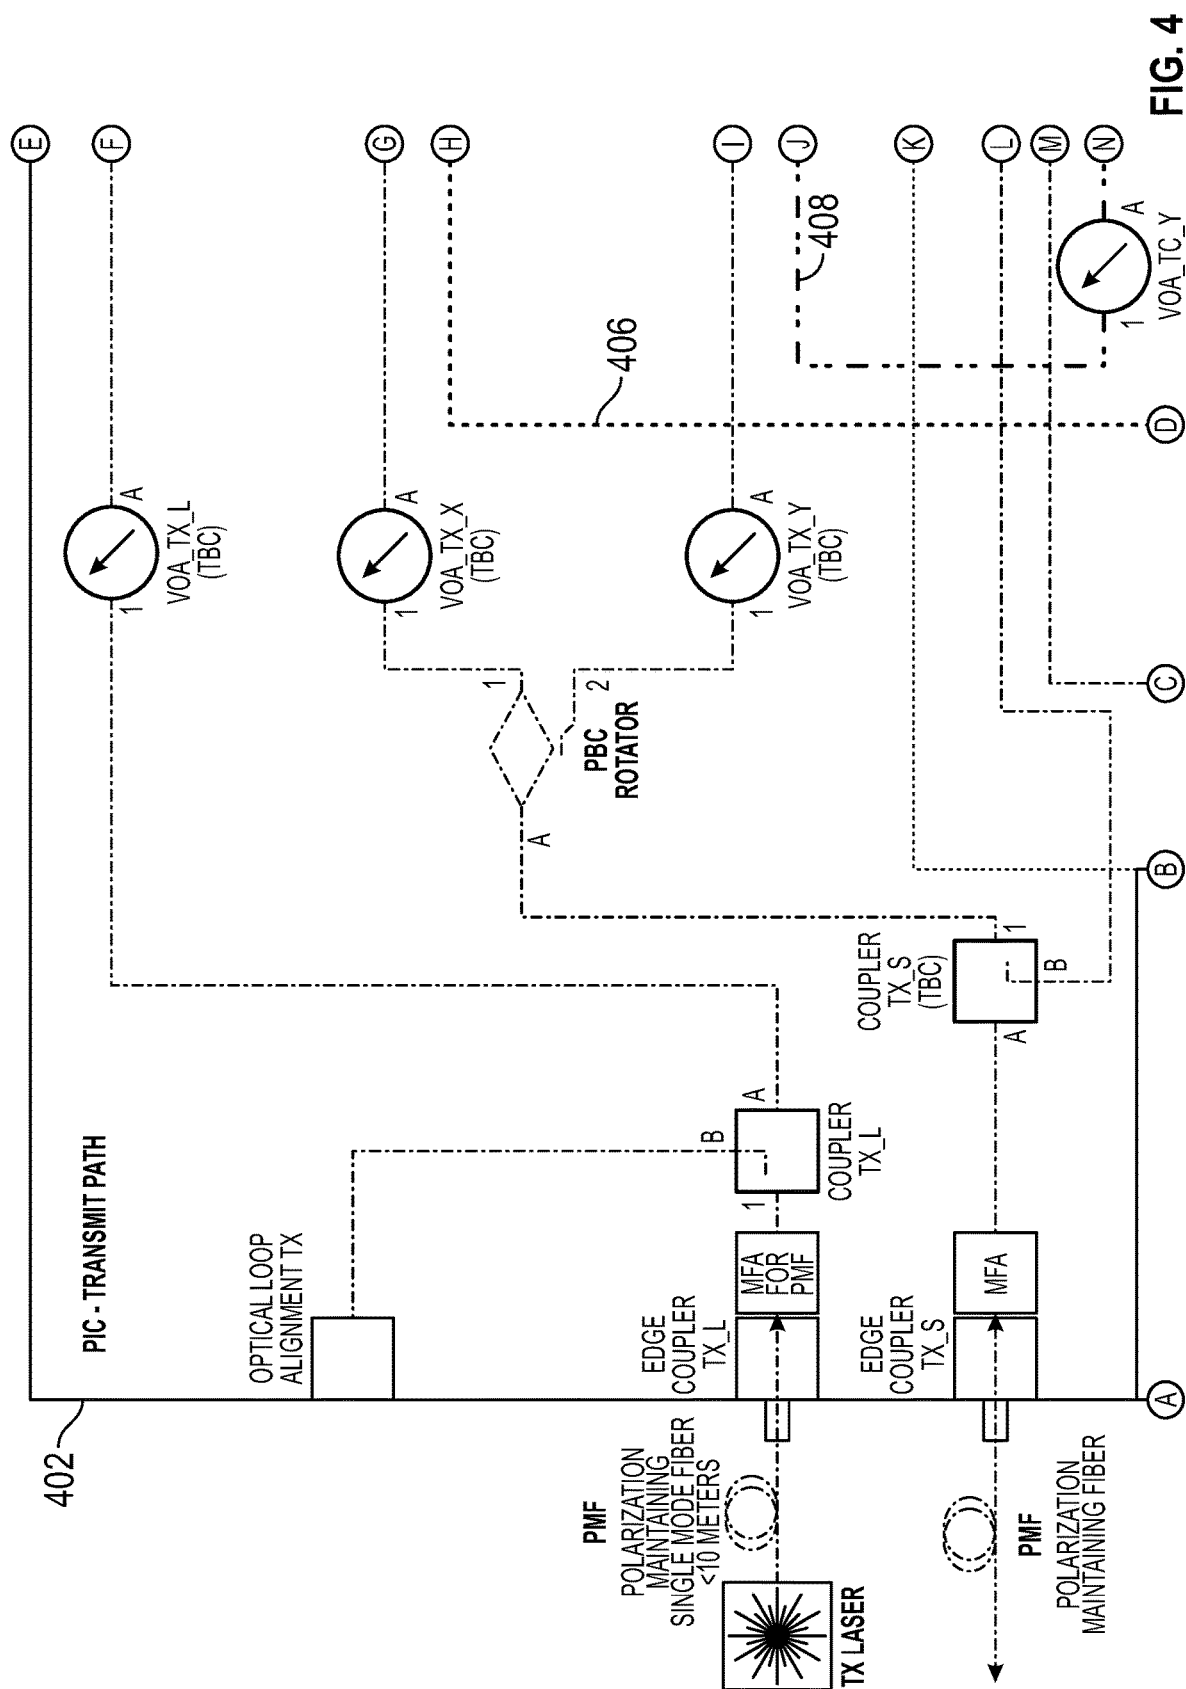 402
PIC - TRANSMIT PATH
E
OPTICAL LOOP
ALIGNMENT TX
1
VOA_TX_L
(TBC)
A
F
PMF
POLARIZATION
MAINTAINING
SINGLE MODE FIBER
<10 METERS
TX LASER
EDGE
COUPLER
TX_L
MFA
FOR
PMF
1
B
A
COUPLER
TX_L
A
1
2
PBC
ROTATOR
1
A
VOA_TX_X
(TBC)
G
H
406
1
A
VOA_TX_Y
(TBC)
I
J
408
K
EDGE
COUPLER
TX_S
MFA
PMF
POLARIZATION
MAINTAINING FIBER
COUPLER
TX_S
(TBC)
A
1
B
L
M
N
1
A
VOA_TC_Y
A
B
C
D
FIG. 4